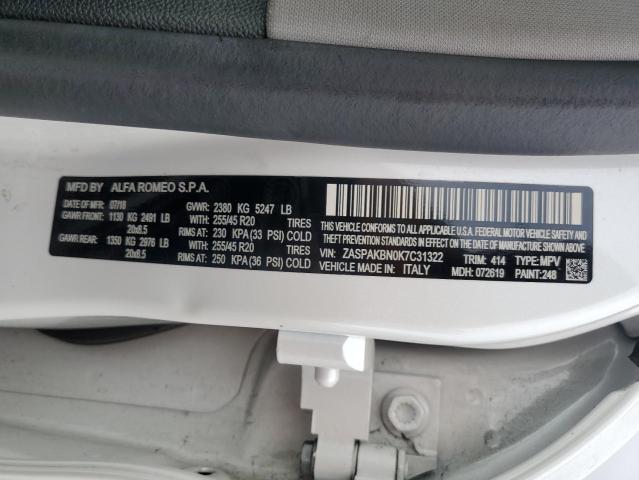 MFD BY ALFA ROMEO S.P.A.
DATE OF MFR: 07/18 GVWR: 2380 KG 5247 LB
GAWR FRONT: 1130 KG 2491 LB WITH: 255/45 R20 TIRES
20x8.5 RIMS AT: 230 KPA (33 PSI) COLD
GAWR REAR: 1350 KG 2976 LB WITH: 255/45 R20 TIRES
20x8.5 RIMS AT: 250 KPA (36 PSI) COLD
THIS VEHICLE CONFORMS TO ALL APPLICABLE U.S.A. FEDERAL MOTOR VEHICLE SAFETY AND
BUMPER STANDARDS IN EFFECT ON THE DATE OF MANUFACTURE SHOWN ABOVE.
VIN: ZASPAKBN0K7C31322 TRIM: 414 TYPE: MPV
VEHICLE MADE IN: ITALY MDH: 072619 PAINT: 248